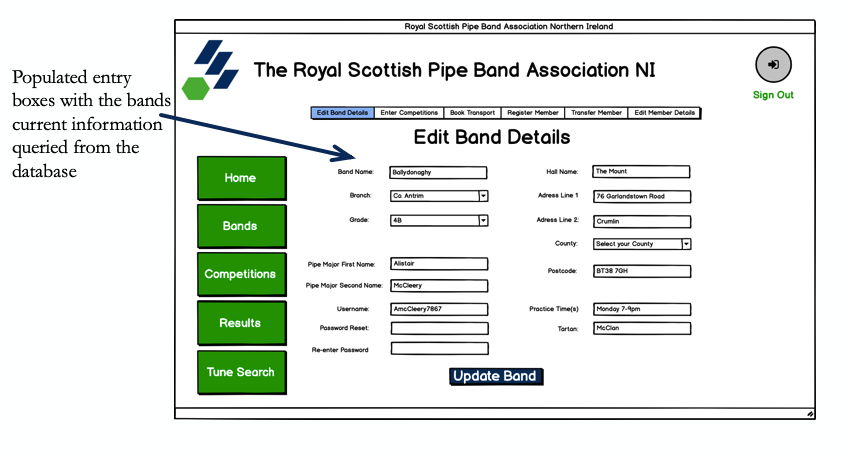 Royal Scottish Pipe Band Association Northern Ireland
Populated entry
boxes with the bands
current information
queried from the
database
The Royal Scottish Pipe Band Association NI
Sign Out
Edit Band Details Enter Competitions Book Transport Register Member Transfer Member Edit Member Details
Edit Band Details
Home
Bands
Competitions
Results
Tune Search
Band Name: Ballydonaghy
Branch: Co. Antrim
Grade: 4B
Pipe Major First Name: Alistair
Pipe Major Second Name: McCleery
Username: AmcCleery7867
Password Reset:
Re-enter Password
Hall Name: The Mount
Adress Line 1 76 Garlandstown Road
Adress Line 2: Crumlin
County: Select your County
Postcode: BT38 7GH
Practice Time(s) Monday 7-9pm
Tartan: McClan
Update Band